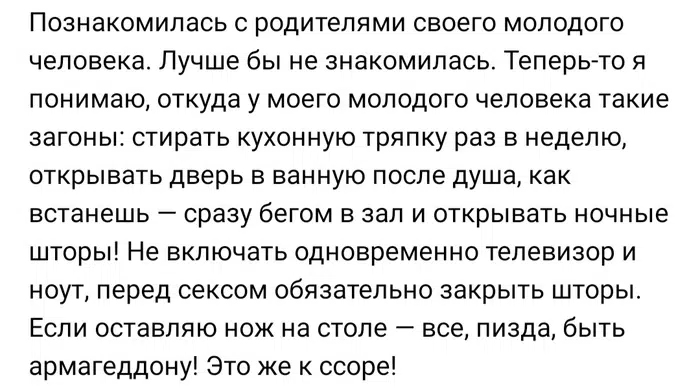 Познакомилась с родителями своего молодого
человека. Лучше бы не знакомилась. Теперь-то я
понимаю, откуда у моего молодого человека такие
загоны: стирать кухонную тряпку раз в неделю,
открывать дверь в ванную после душа, как
встанешь — сразу бегом в зал и открывать ночные
шторы! Не включать одновременно телевизор и
ноут, перед сексом обязательно закрыть шторы.
Если оставляю нож на столе — все, пизда, быть
армагеддону! Это же к ссоре!